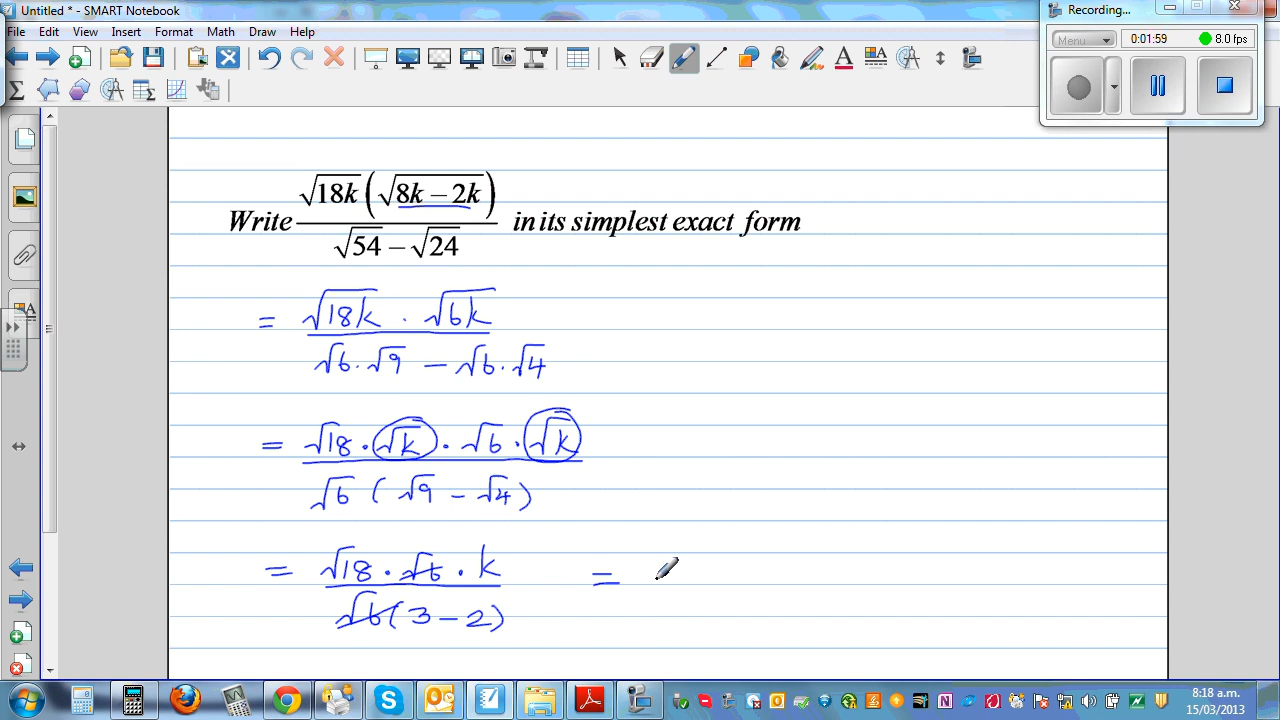 Untitled * - SMART Notebook
Recording...
File Edit View Insert Format Math Tools Draw Help
Menu 0:01:59 8.0 fps
Write √18k(√8k − 2k) / √54 − √24 in its simplest exact form
= √18k · √6k / √6 · √9 − √6 · √4
= √18 · √k · √6 · √k / √6 (√9 − √4)
= √18 · √6 · k / √6 (3 − 2) =
8:18 a.m.
15/03/2013